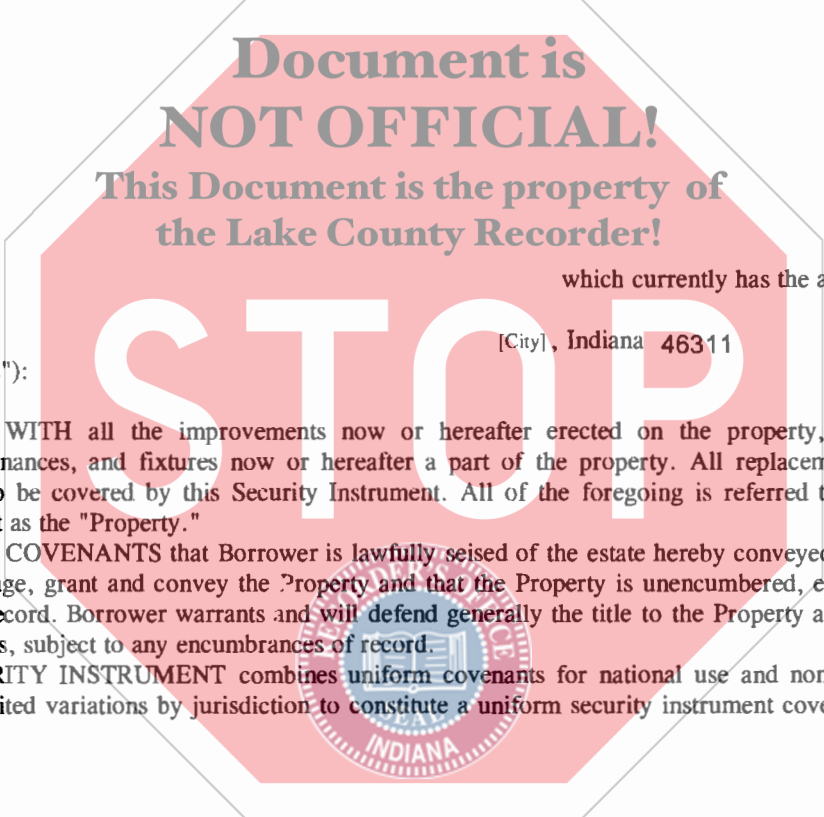 Document is
NOT OFFICIAL!
This Document is the property of
the Lake County Recorder!
which currently has the a
[City], Indiana 46311
"):
STOP
WITH all the improvements now or hereafter erected on the property,
nances, and fixtures now or hereafter a part of the property. All replacem
be covered by this Security Instrument. All of the foregoing is referred t
t as the "Property."
COVENANTS that Borrower is lawfully seised of the estate hereby conveyed
ge, grant and convey the Property and that the Property is unencumbered, e
cord. Borrower warrants and will defend generally the title to the Property a
s, subject to any encumbrances of record.
RITY INSTRUMENT combines uniform covenants for national use and non
ited variations by jurisdiction to constitute a uniform security instrument cove
RECORDER'S OFFICE
SEAL
INDIANA